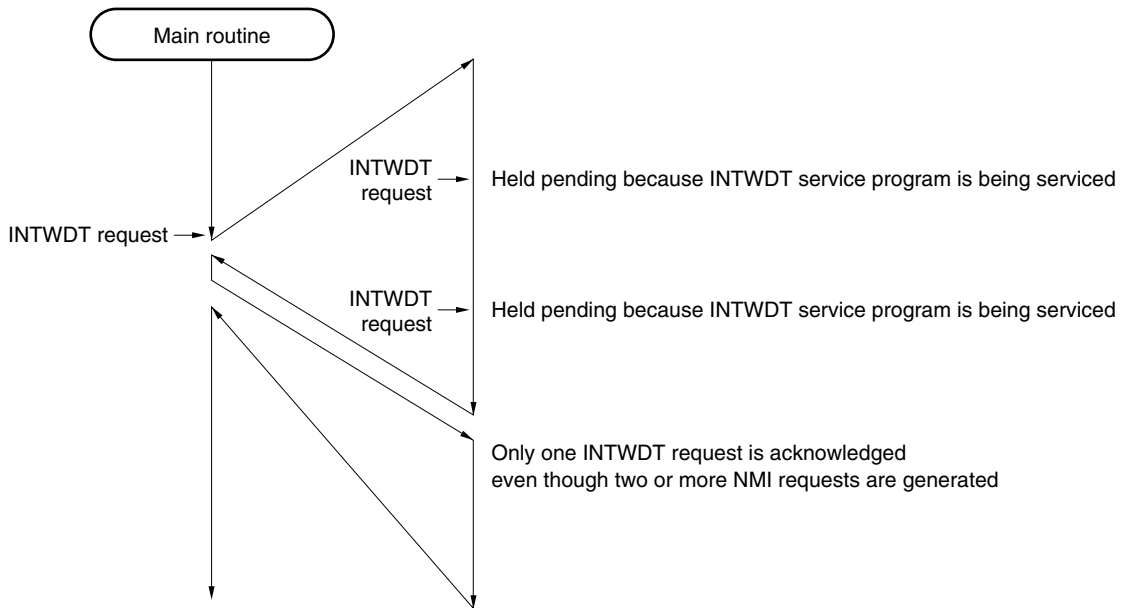 Main routine
INTWDT
request
Held pending because INTWDT service program is being serviced
INTWDT request
INTWDT
request
Held pending because INTWDT service program is being serviced
Only one INTWDT request is acknowledged
even though two or more NMI requests are generated